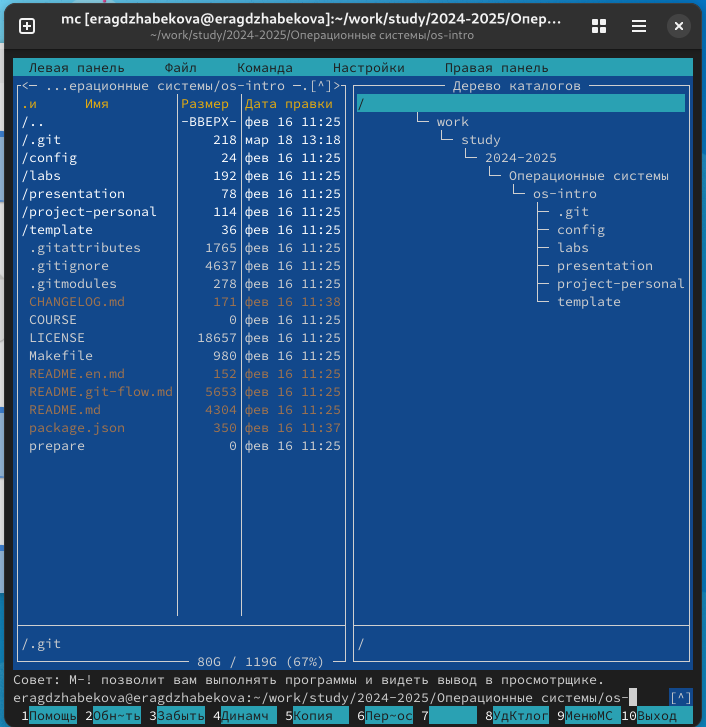 mc [eragdzhabekova@eragdzhabekova]:~/work/study/2024-2025/Опер…
~/work/study/2024-2025/Операционные системы/os-intro
Левая панель Файл Команда Настройки Правая панель
<— ...ерационные системы/os-intro —.[^]> Дерево каталогов
.и Имя Размер Дата правки /
/.. -ВВЕРХ- фев 16 11:25 work
/.git 218 мар 18 13:18 study
/config 24 фев 16 11:25 2024-2025
/labs 192 фев 16 11:25 Операционные системы
/presentation 78 фев 16 11:25 os-intro
/project-personal 114 фев 16 11:25 .git
/template 36 фев 16 11:25 config
.gitattributes 1765 фев 16 11:25 labs
.gitignore 4637 фев 16 11:25 presentation
.gitmodules 278 фев 16 11:25 project-personal
CHANGELOG.md 171 фев 16 11:38 template
COURSE 0 фев 16 11:25
LICENSE 18657 фев 16 11:25
Makefile 980 фев 16 11:25
README.en.md 152 фев 16 11:25
README.git-flow.md 5653 фев 16 11:25
README.md 4304 фев 16 11:25
package.json 350 фев 16 11:37
prepare 0 фев 16 11:25
/.git /
80G / 119G (67%)
Совет: M-! позволит вам выполнять программы и видеть вывод в просмотрщике.
eragdzhabekova@eragdzhabekova:~/work/study/2024-2025/Операционные системы/os- [^]
1Помощь 2Обн~ть 3Забыть 4Динамч 5Копия 6Пер~ос 7 8УдКтлог 9МенюMC 10Выход